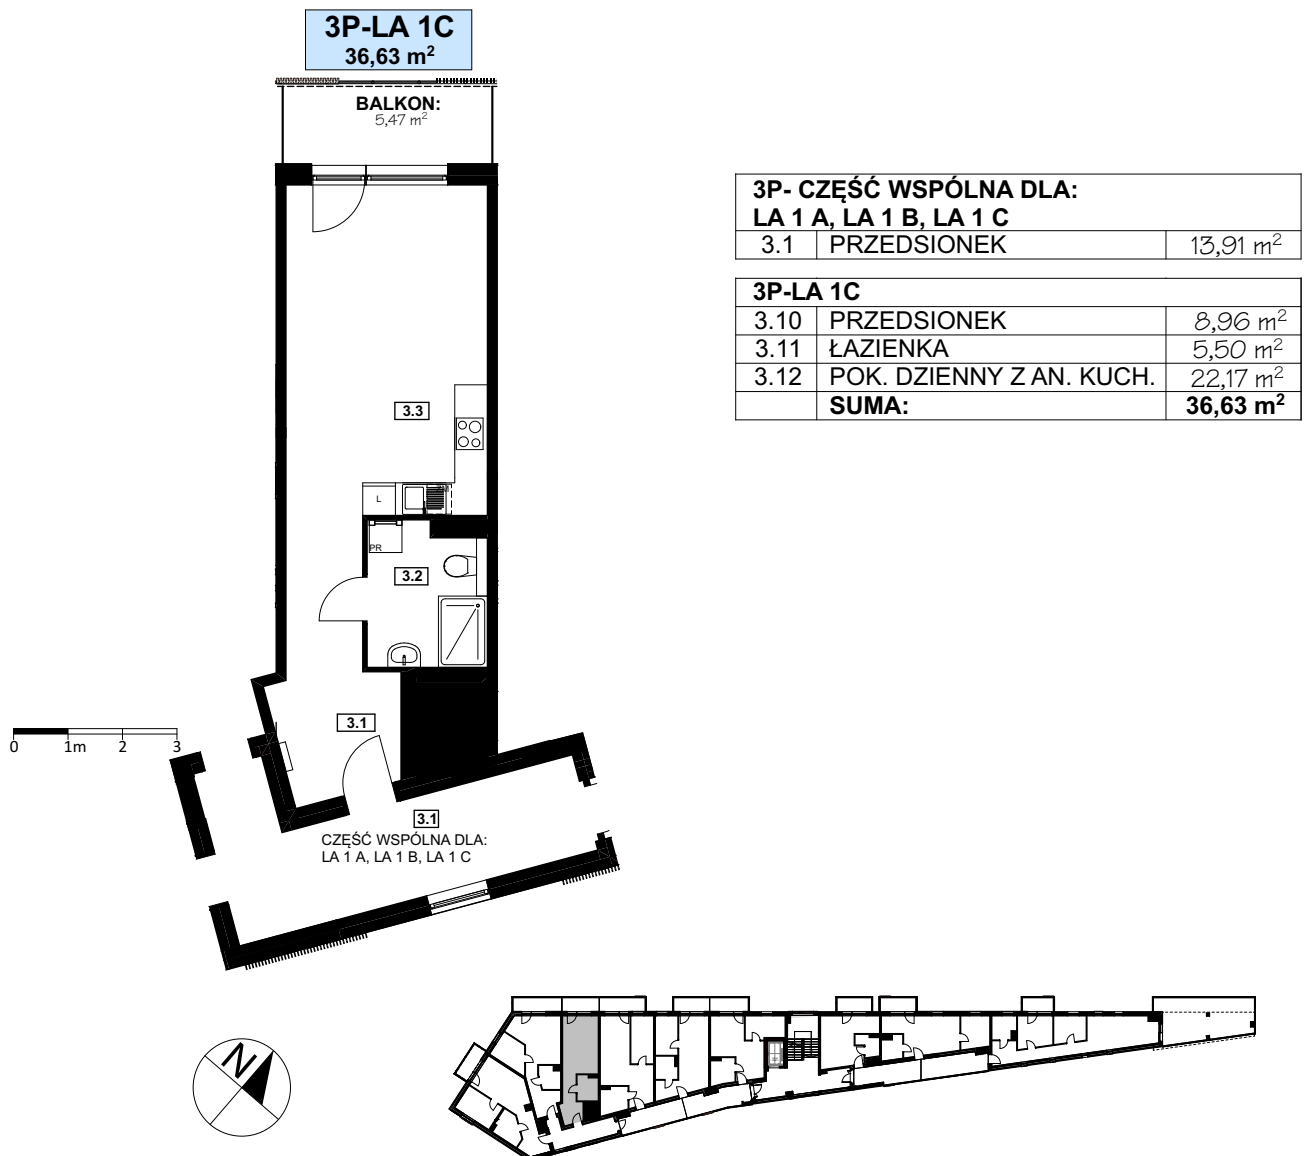 3P-LA 1C
36,63 m²
BALKON:
5,47 m²
3P- CZĘŚĆ WSPÓLNA DLA:
LA 1 A, LA 1 B, LA 1 C
3.1 PRZEDSIONEK 13,91 m²
3P-LA 1C
3.10 PRZEDSIONEK 8,96 m²
3.11 ŁAZIENKA 5,50 m²
3.12 POK. DZIENNY Z AN. KUCH. 22,17 m²
SUMA: 36,63 m²
3.3
L
PR
3.2
3.1
0 1m 2 3
3.1
CZĘŚĆ WSPÓLNA DLA:
LA 1 A, LA 1 B, LA 1 C
N